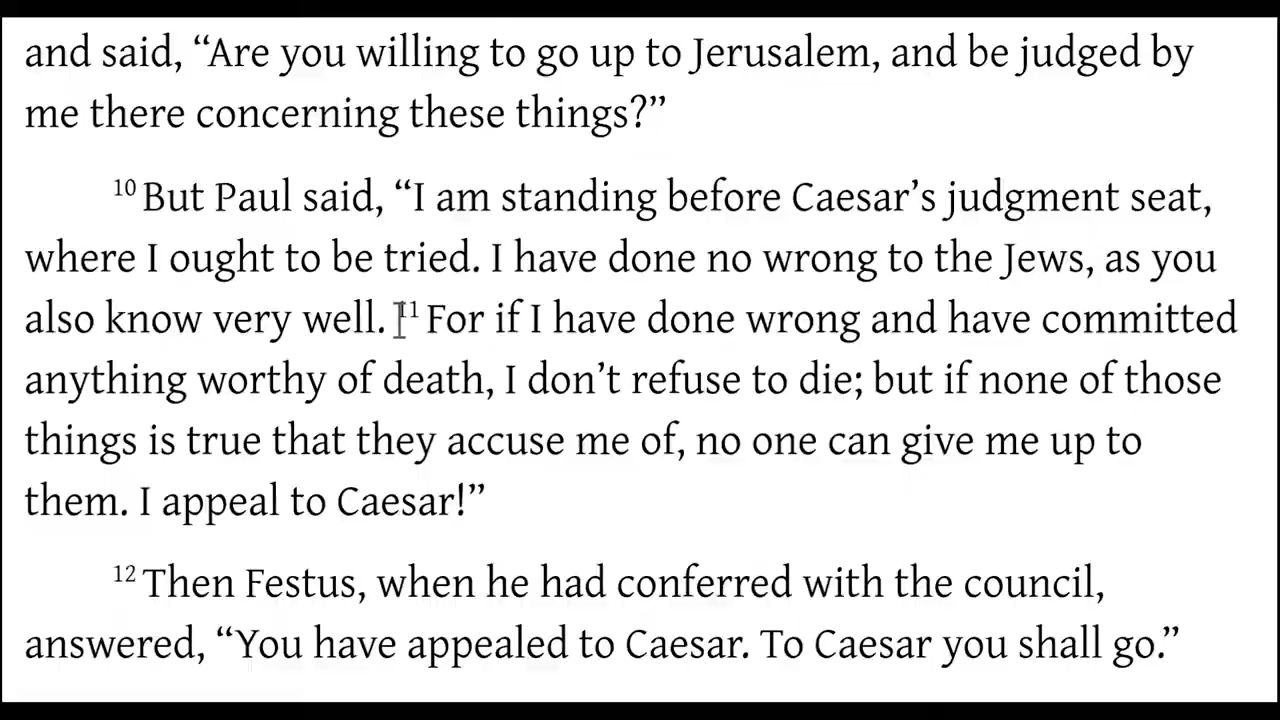 and said, “Are you willing to go up to Jerusalem, and be judged by
me there concerning these things?”
10 But Paul said, “I am standing before Caesar’s judgment seat,
where I ought to be tried. I have done no wrong to the Jews, as you
also know very well. 11 For if I have done wrong and have committed
anything worthy of death, I don’t refuse to die; but if none of those
things is true that they accuse me of, no one can give me up to
them. I appeal to Caesar!”
12 Then Festus, when he had conferred with the council,
answered, “You have appealed to Caesar. To Caesar you shall go.”